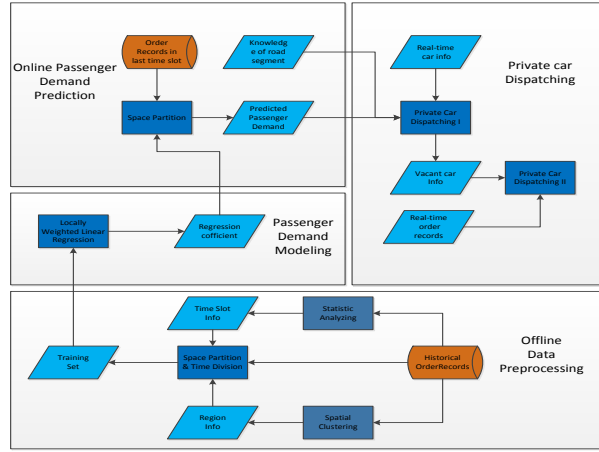 Online Passenger
Demand
Prediction
Order
Records in
last time slot
Knowledg
e of road
segment
Space Partition
Predicted
Passenger
Demand
Private car
Dispatching
Real-time
car info
Private Car
Dispatching I
Vacant car
Info
Private Car
Dispatching II
Real-time
order
records
Locally
Weighted Linear
Regression
Regression
cofficient
Passenger
Demand
Modeling
Time Slot
Info
Statistic
Analyzing
Training
Set
Space Partition
& Time Division
Historical
OrderRecords
Region
Info
Spatial
Clustering
Offline
Data
Preprocessing